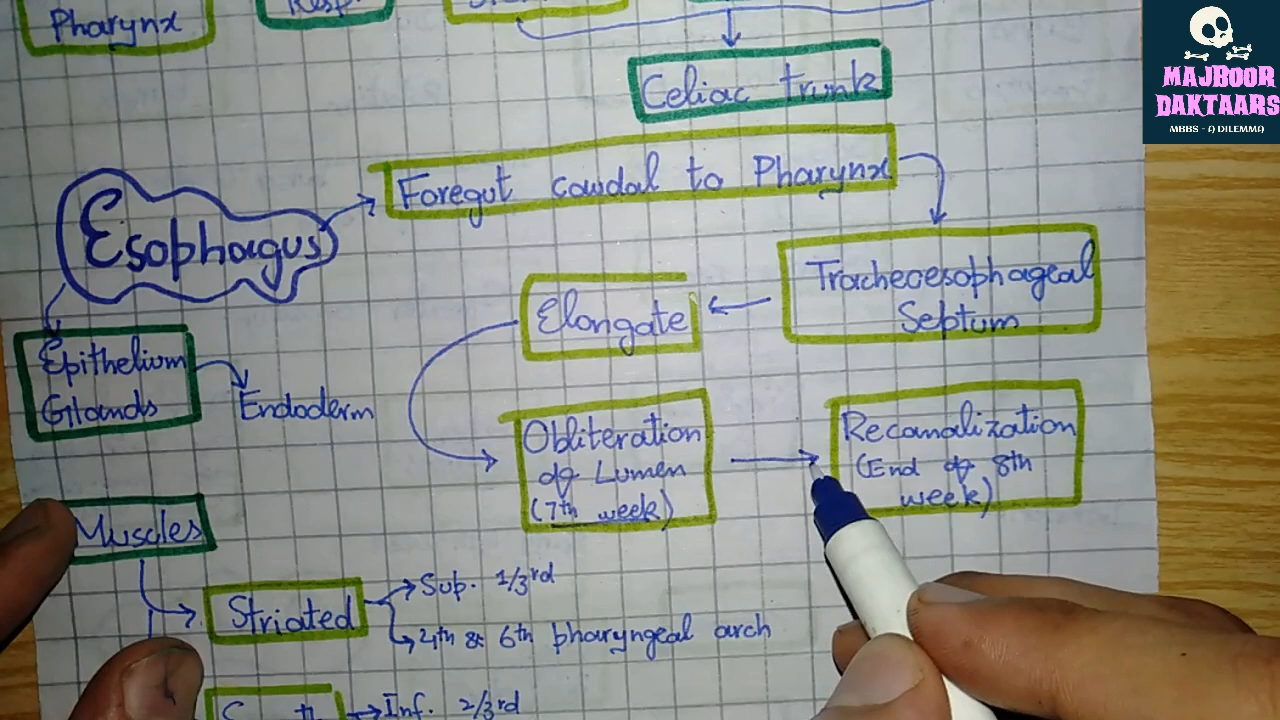 Pharynx
Resp.
Celiac trunk
MAJBOOR
DAKTAARS
MBBS - A DILEMMA
Esophagus
Foregut caudal to Pharynx
Tracheoesophageal
Septum
Elongate
Epithelium
Glands
Endoderm
Obliteration
of Lumen
(7th week)
Recanalization
(End of 8th
week)
Muscles
Striated
Sup. 1/3rd
4th & 6th pharyngeal arch
Inf. 2/3rd